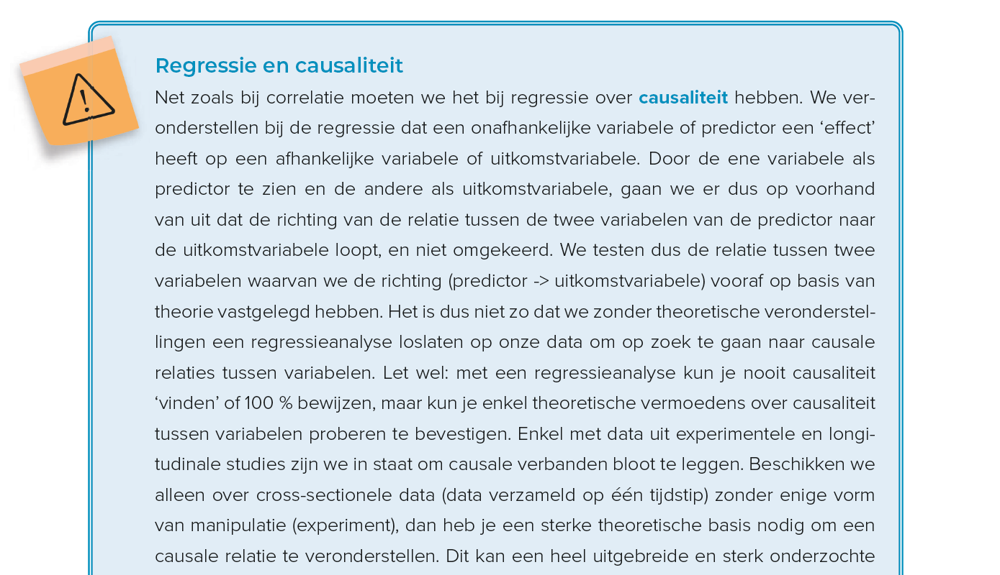 Regressie en causaliteit
Net zoals bij correlatie moeten we het bij regressie over causaliteit hebben. We ver-
onderstellen bij de regressie dat een onafhankelijke variabele of predictor een ‘effect’
heeft op een afhankelijke variabele of uitkomstvariabele. Door de ene variabele als
predictor te zien en de andere als uitkomstvariabele, gaan we er dus op voorhand
van uit dat de richting van de relatie tussen de twee variabelen van de predictor naar
de uitkomstvariabele loopt, en niet omgekeerd. We testen dus de relatie tussen twee
variabelen waarvan we de richting (predictor -> uitkomstvariabele) vooraf op basis van
theorie vastgelegd hebben. Het is dus niet zo dat we zonder theoretische veronderstel-
lingen een regressieanalyse loslaten op onze data om op zoek te gaan naar causale
relaties tussen variabelen. Let wel: met een regressieanalyse kun je nooit causaliteit
‘vinden’ of 100 % bewijzen, maar kun je enkel theoretische vermoedens over causaliteit
tussen variabelen proberen te bevestigen. Enkel met data uit experimentele en longi-
tudinale studies zijn we in staat om causale verbanden bloot te leggen. Beschikken we
alleen over cross-sectionele data (data verzameld op één tijdstip) zonder enige vorm
van manipulatie (experiment), dan heb je een sterke theoretische basis nodig om een
causale relatie te veronderstellen. Dit kan een heel uitgebreide en sterk onderzochte